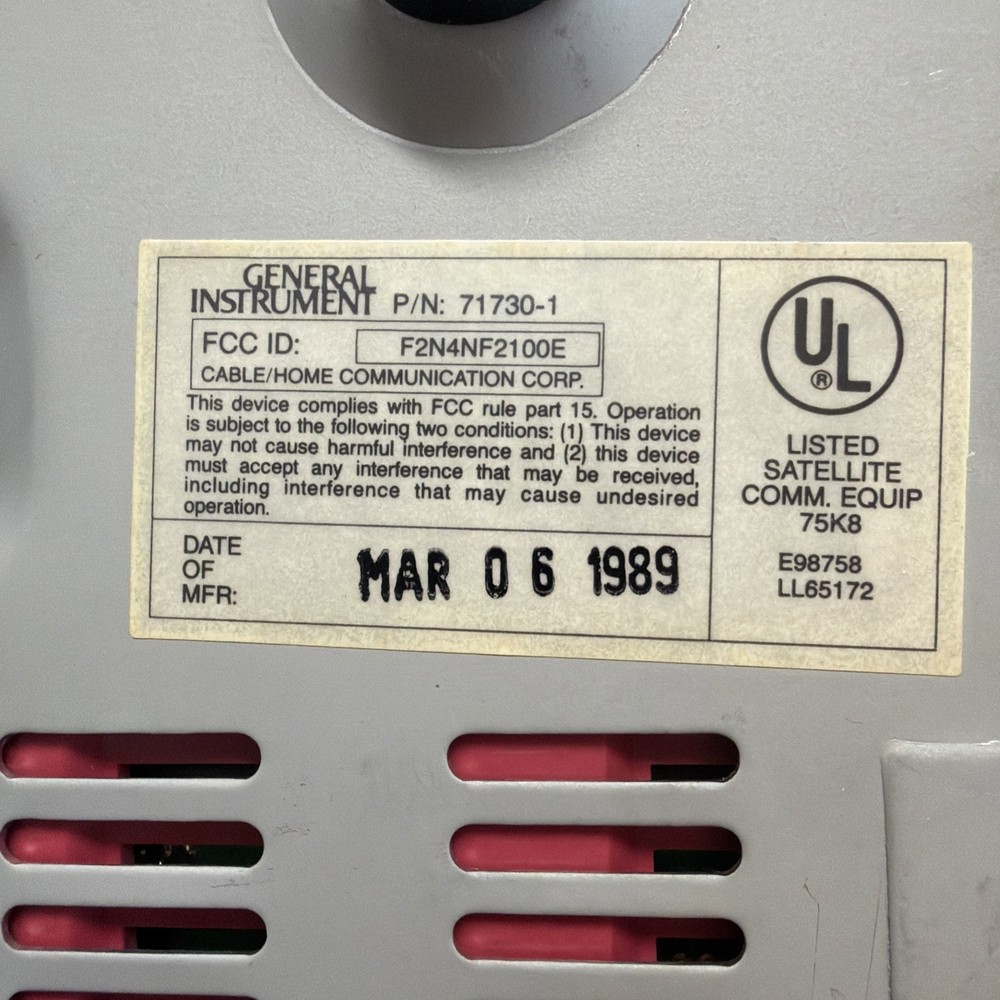 GENERAL
INSTRUMENT P/N: 71730-1
FCC ID: F2N4NF2100E
CABLE/HOME COMMUNICATION CORP.
This device complies with FCC rule part 15. Operation
is subject to the following two conditions: (1) This device
may not cause harmful interference and (2) this device
must accept any interference that may be received,
including interference that may cause undesired
operation.
DATE
OF
MFR:
MAR 06 1989
UL
®
LISTED
SATELLITE
COMM. EQUIP
75K8
E98758
LL65172